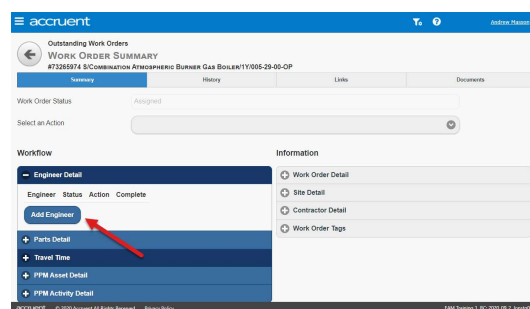 accruent
Andrew Masson
Outstanding Work Orders
WORK ORDER SUMMARY
#73265974 S/COMBINATION ATMOSPHERIC BURNER GAS BOILER/1Y/005-29-00-OP
Summary History Links Documents
Work Order Status Assigned
Select an Action
Workflow Information
Engineer Detail Work Order Detail
Engineer Status Action Complete Site Detail
Add Engineer Contractor Detail
Parts Detail Work Order Tags
Travel Time
PPM Asset Detail
PPM Activity Detail
accruent © 2020 Accruent All Rights Reserved Privacy Policy